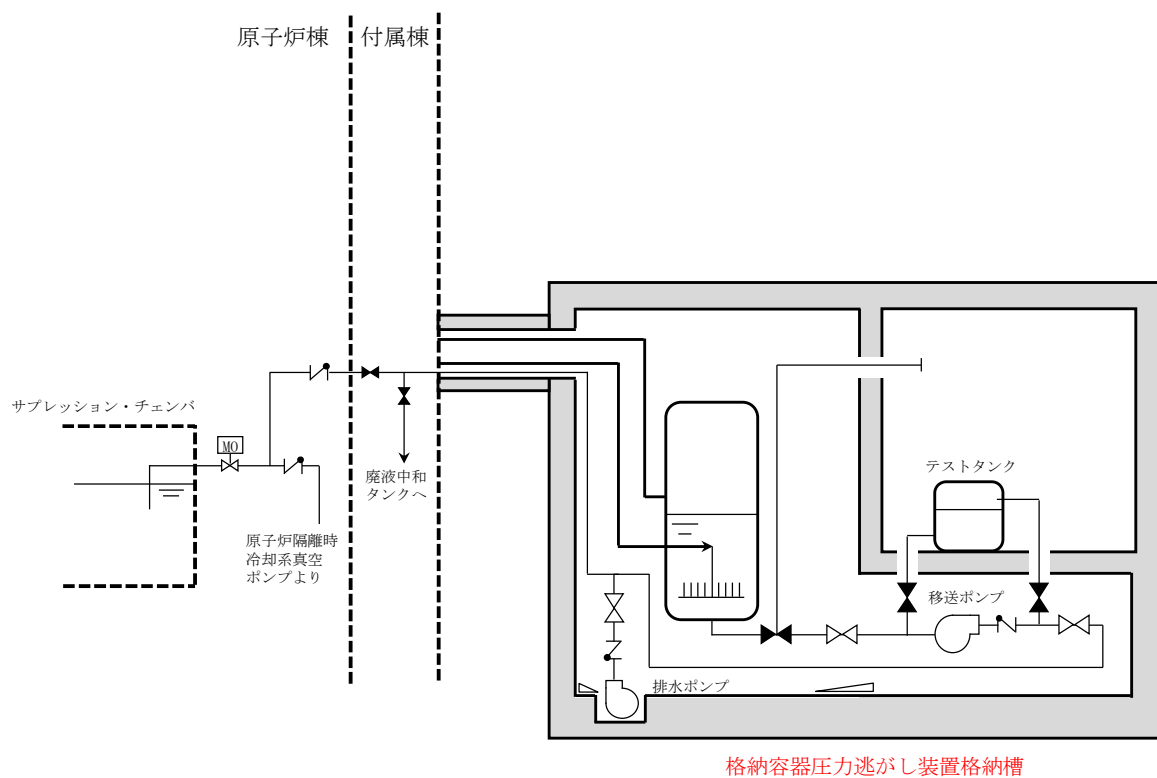 原子炉棟
付属棟
サプレッション・チェンバ
MO
廃液中和
タンクへ
原子炉隔離時
冷却系真空
ポンプより
テストタンク
移送ポンプ
排水ポンプ
格納容器圧力逃がし装置格納槽